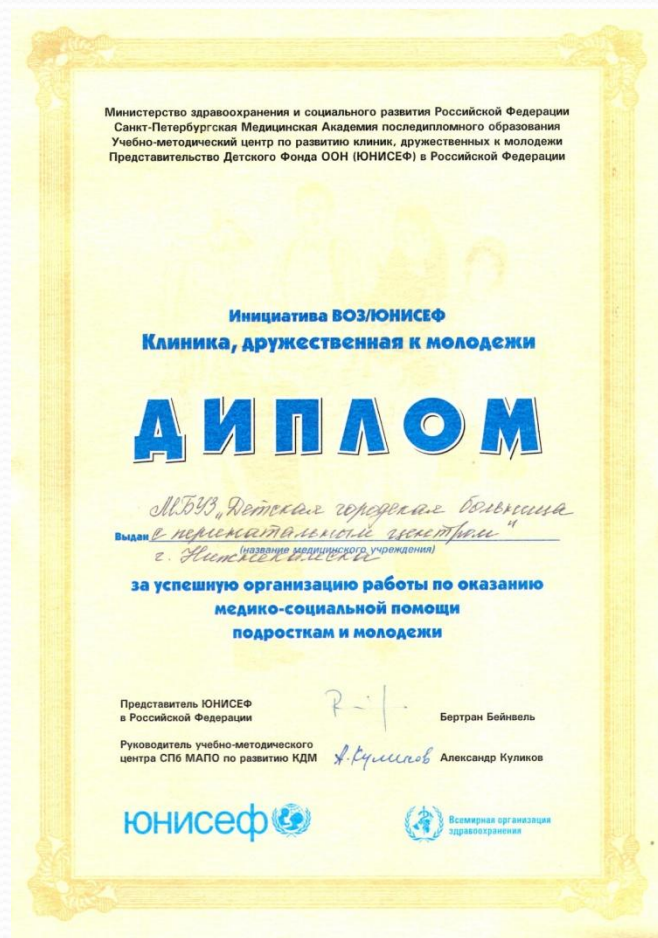 Министерство здравоохранения и социального развития Российской Федерации
Санкт-Петербургская Медицинская Академия последипломного образования
Учебно-методический центр по развитию клиник, дружественных к молодежи
Представительство Детского Фонда ООН (ЮНИСЕФ) в Российской Федерации
Инициатива ВОЗ/ЮНИСЕФ
Клиника, дружественная к молодежи
ДИПЛОМ
МБУЗ „Детская городская больница
Выдан с перинатальным центром"
(название медицинского учреждения)
г. Нижнекамска
за успешную организацию работы по оказанию
медико-социальной помощи
подросткам и молодежи
Представитель ЮНИСЕФ
в Российской Федерации
Бертран Бейнвель
Руководитель учебно-методического
центра СПб МАПО по развитию КДМ А.Куликов Александр Куликов
юнисеф
Всемирная организация
здравоохранения